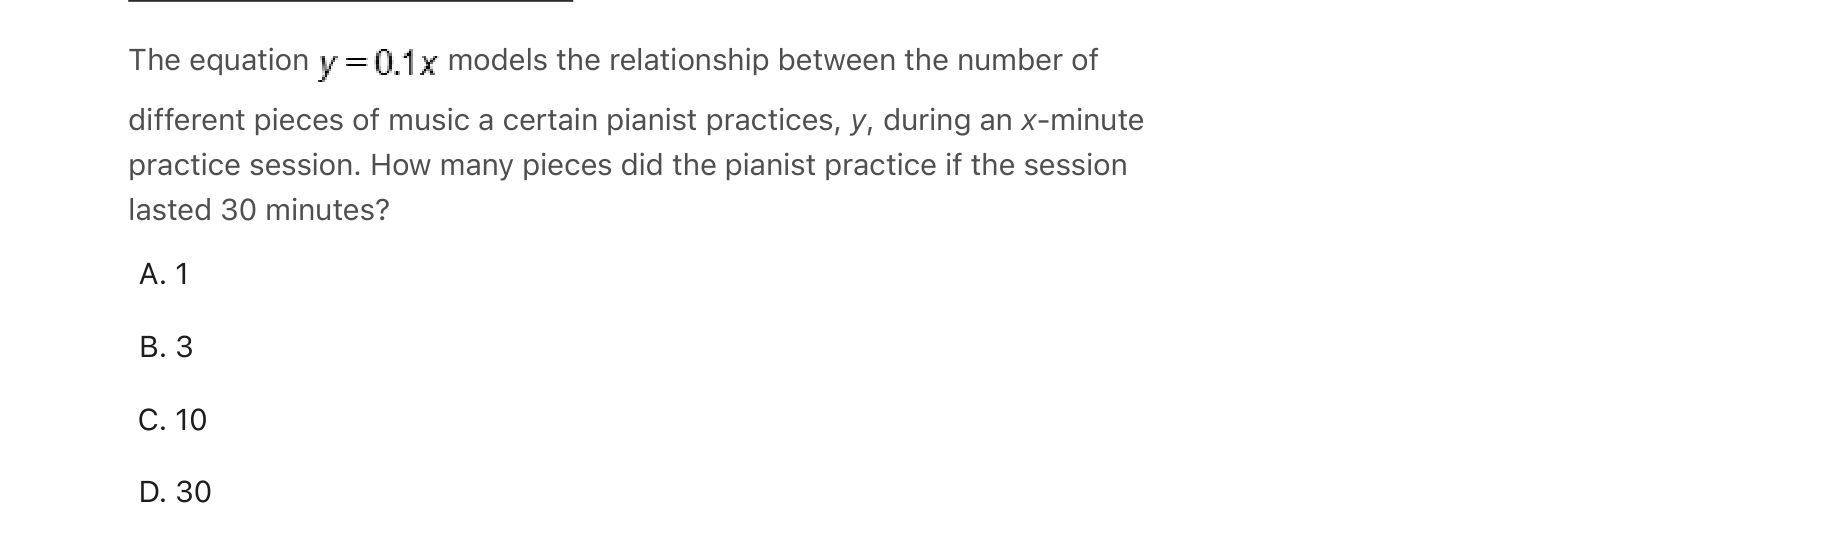 The equation y = 0.1x models the relationship between the number of
different pieces of music a certain pianist practices, y, during an x-minute
practice session. How many pieces did the pianist practice if the session
lasted 30 minutes?
A. 1
B. 3
C. 10
D. 30